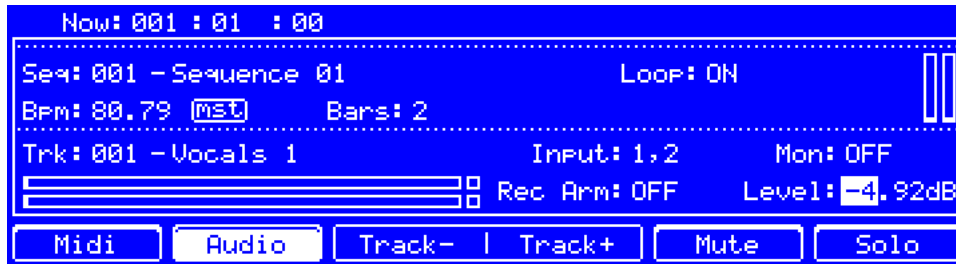 Now: 001 : 01 : 00
Seq: 001 - Sequence 01 Loop: ON
Bpm: 80.79 mst Bars: 2
Trk: 001 - Vocals 1 Input: 1,2 Mon: OFF
Rec Arm: OFF Level: -4.92dB
Midi Audio Track- | Track+ Mute Solo